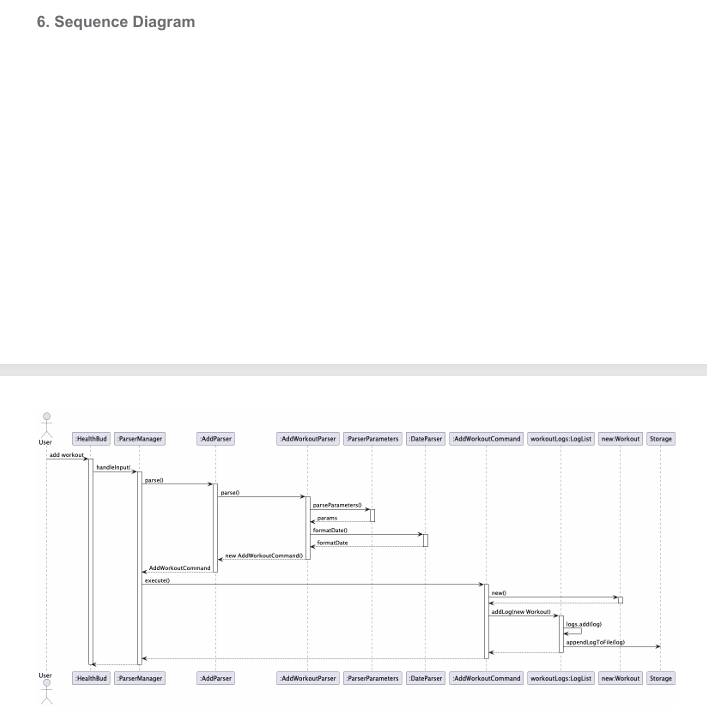 6. Sequence Diagram
User
:HealthBud :ParserManager :AddParser :AddWorkoutParser :ParserParameters :DateParser :AddWorkoutCommand workoutLogs:LogList new:Workout Storage
add workout
handleInput(
parse()
parse()
parseParameters()
params
formatDate()
formatDate
new AddWorkoutCommand()
AddWorkoutCommand
execute()
new()
addLog(new Workout)
logs.add(log)
appendLogToFile(log)
User
:HealthBud :ParserManager :AddParser :AddWorkoutParser :ParserParameters :DateParser :AddWorkoutCommand workoutLogs:LogList new:Workout Storage